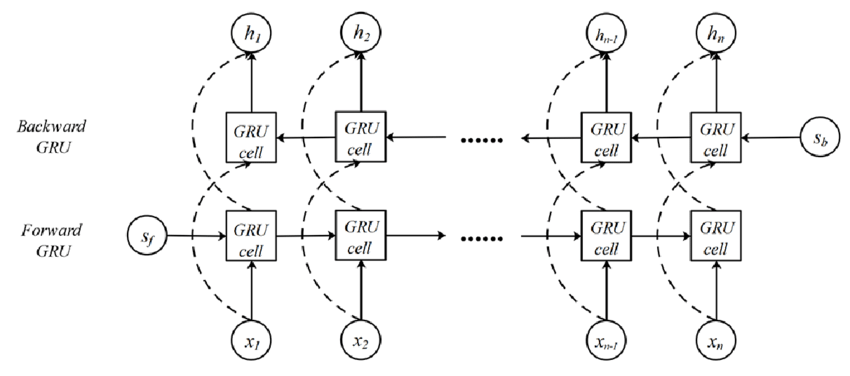 h1 h2 hn-1 hn
Backward GRU
GRU cell GRU cell ...... GRU cell GRU cell sb
Forward GRU
sf GRU cell GRU cell ...... GRU cell GRU cell
x1 x2 xn-1 xn